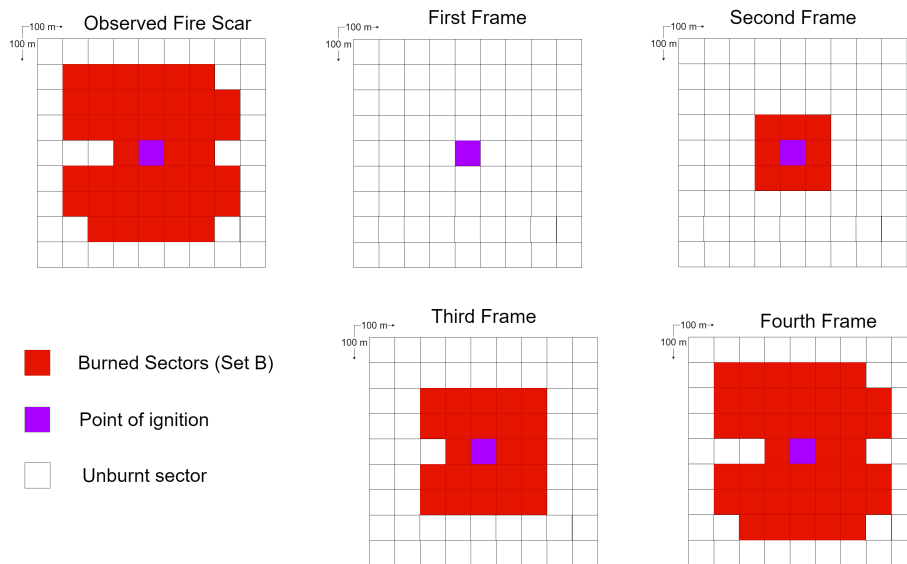 Observed Fire Scar
100 m
100 m
First Frame
100 m
100 m
Second Frame
100 m
100 m
Third Frame
100 m
100 m
Fourth Frame
100 m
100 m
Burned Sectors (Set B)
Point of ignition
Unburnt sector